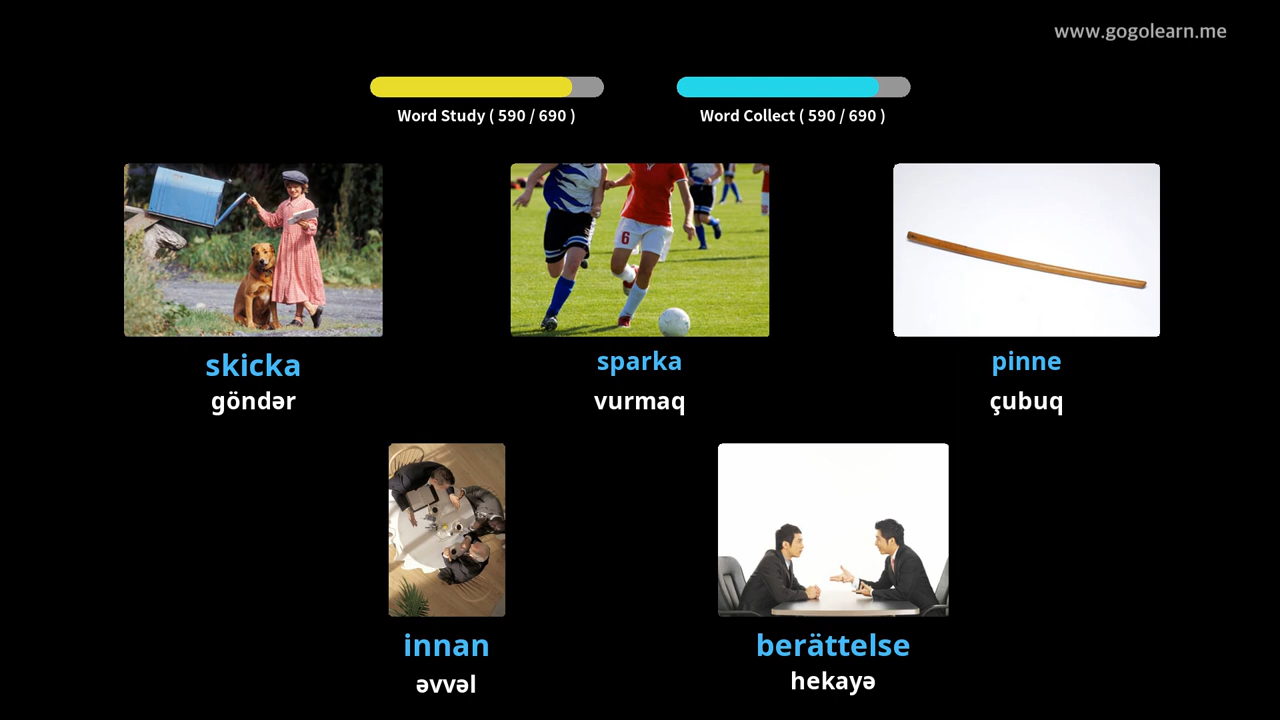 www.gogolearn.me
Word Study ( 590 / 690 )
Word Collect ( 590 / 690 )
skicka
göndər
sparka
vurmaq
pinne
çubuq
innan
əvvəl
berättelse
hekayə